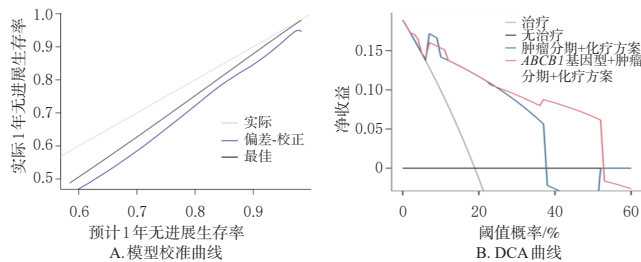 1.0
0.9
0.8
0.7
0.6
0.5
实际1年无进展生存率
实际
偏差-校正
最佳
0.6 0.7 0.8 0.9
预计1年无进展生存率
A.模型校准曲线
0.15
0.10
0.05
0
净收益
治疗
无治疗
肿瘤分期+化疗方案
ABCB1基因型+肿瘤
分期+化疗方案
0 20 40 60
阈值概率/%
B. DCA曲线